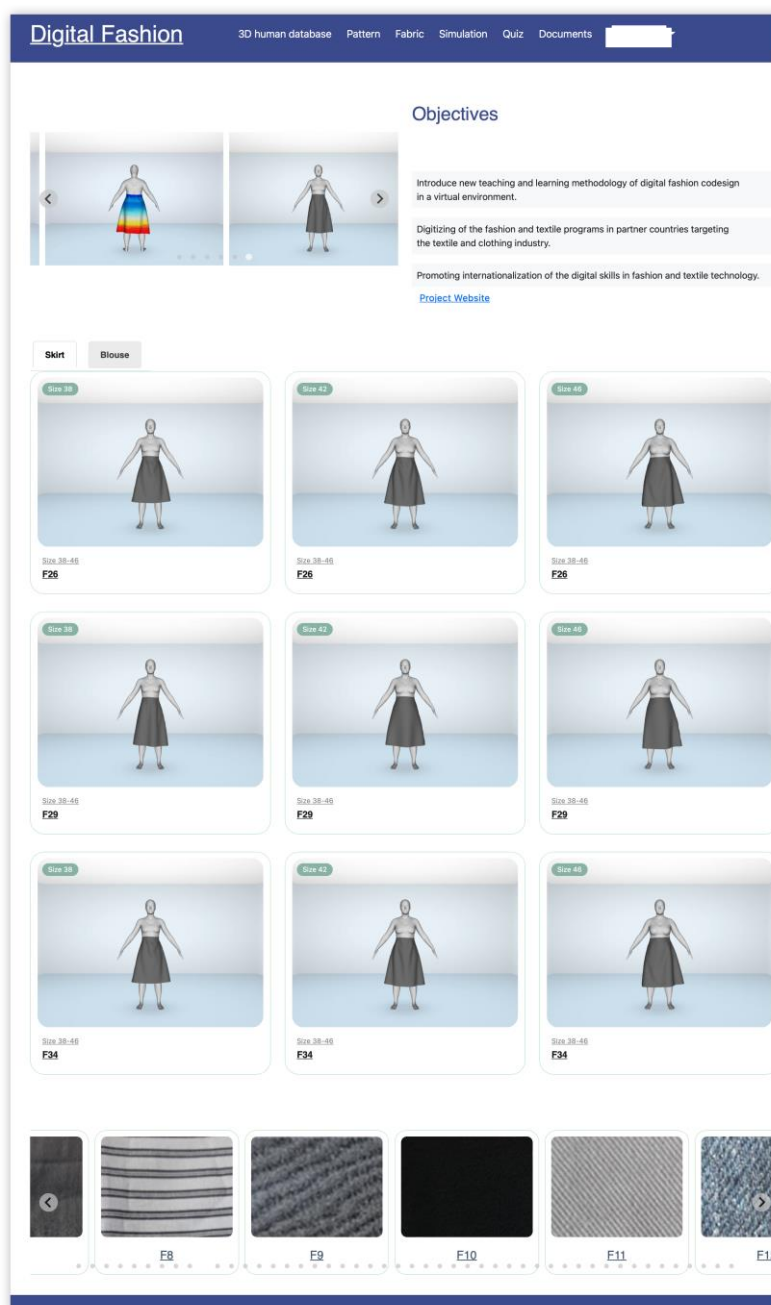 Digital Fashion
3D human database Pattern Fabric Simulation Quiz Documents
Objectives
Introduce new teaching and learning methodology of digital fashion codesign
in a virtual environment.
Digitizing of the fashion and textile programs in partner countries targeting
the textile and clothing industry.
Promoting internationalization of the digital skills in fashion and textile technology.
Project Website
Skirt Blouse
Size 38 Size 42 Size 46
Size 38-46 Size 38-46 Size 38-46
F26 F26 F26
Size 38 Size 42 Size 46
Size 38-46 Size 38-46 Size 38-46
F29 F29 F29
Size 38 Size 42 Size 46
Size 38-46 Size 38-46 Size 38-46
F34 F34 F34
F8 F9 F10 F11